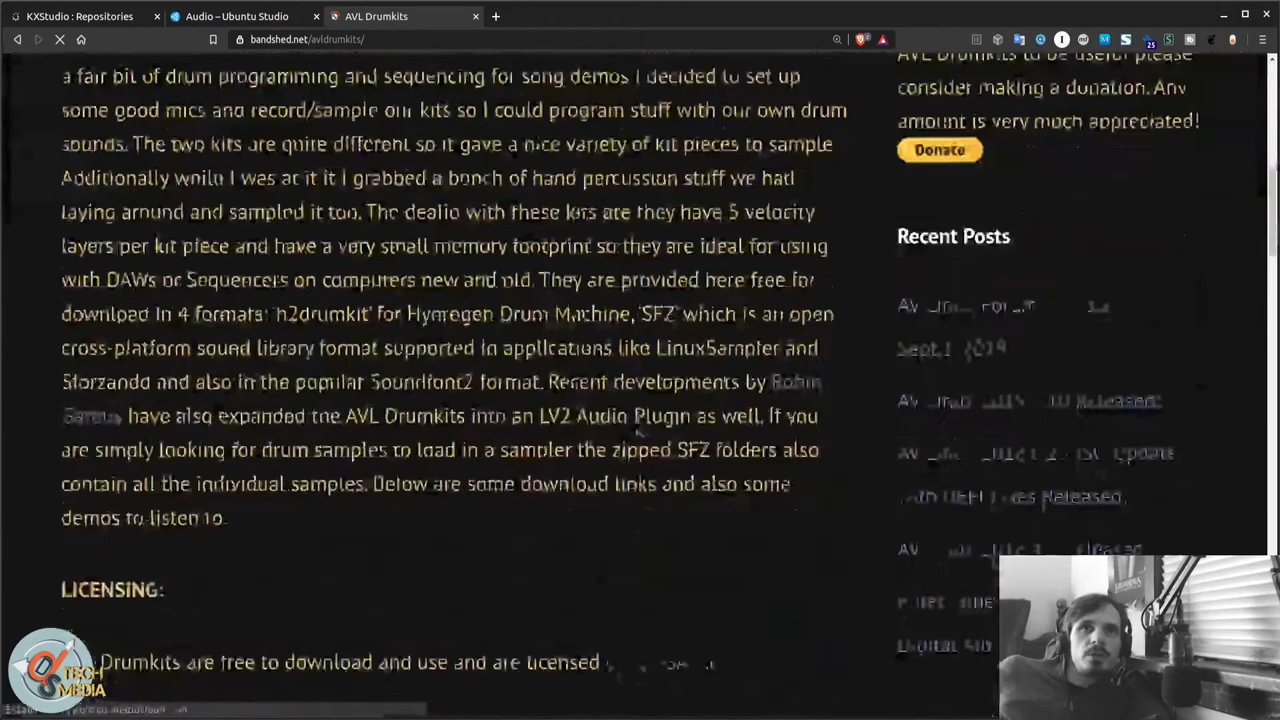 KXStudio : Repositories
Audio – Ubuntu Studio
AVL Drumkits
bandshed.net/avldrumkits/
25
a fair bit of drum programming and sequencing for song demos I decided to set up
some good mics and record/sample our kits so I could program stuff with our own drum
sounds. The two kits are quite different so it gave a nice variety of kit pieces to sample
Additionally while I was at it I grabbed a bunch of hand percussion stuff we had
laying around and sampled it too. The dealio with these kits are they have 5 velocity
layers per kit piece and have a very small memory footprint so they are ideal for using
with DAWs or Sequencers on computers new and old. They are provided here free for
download in 4 formats 'h2drumkit' for Hydrogen Drum Machine, 'SFZ' which is an open
cross-platform sound library format supported in applications like LinuxSampler and
Sforzando and also in the popular Soundfont2 format. Recent developments by Robin
Gareus have also expanded the AVL Drumkits into an LV2 Audio Plugin as well. If you
are simply looking for drum samples to load in a sampler the zipped SFZ folders also
contain all the individual samples. Below are some download links and also some
demos to listen to.
LICENSING:
Drumkits are free to download and use and are licensed
AVL Drumkits to be useful please
consider making a donation. Any
amount is very much appreciated!
Donate
Recent Posts
Sept.1 2019
Released!
Update
Released
TECH
MEDIA